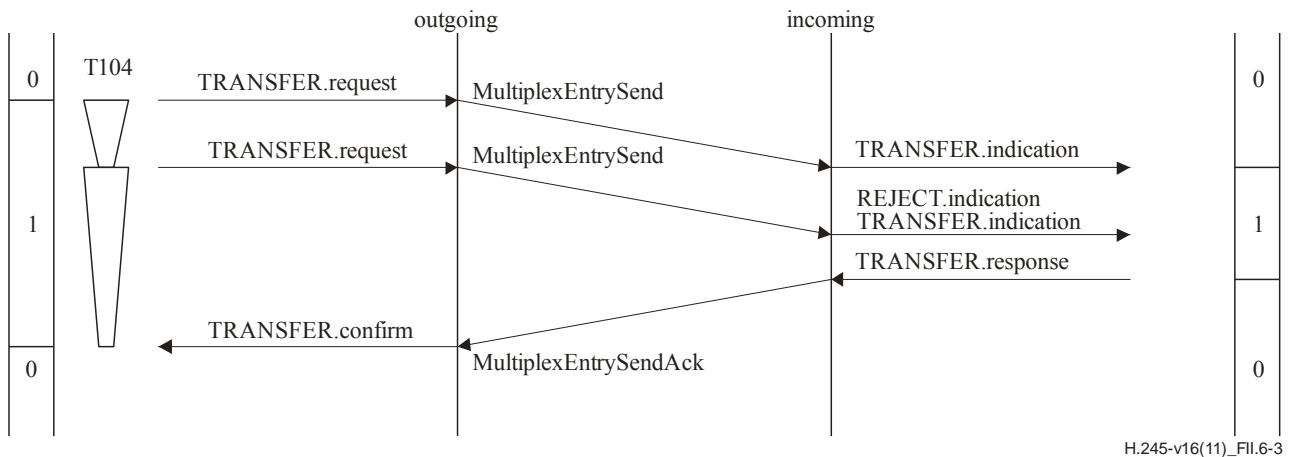 outgoing incoming
0 T104 TRANSFER.request MultiplexEntrySend 0
TRANSFER.request MultiplexEntrySend TRANSFER.indication
REJECT.indication
1 TRANSFER.indication 1
TRANSFER.response
TRANSFER.confirm
0 MultiplexEntrySendAck 0
H.245-v16(11)_FII.6-3